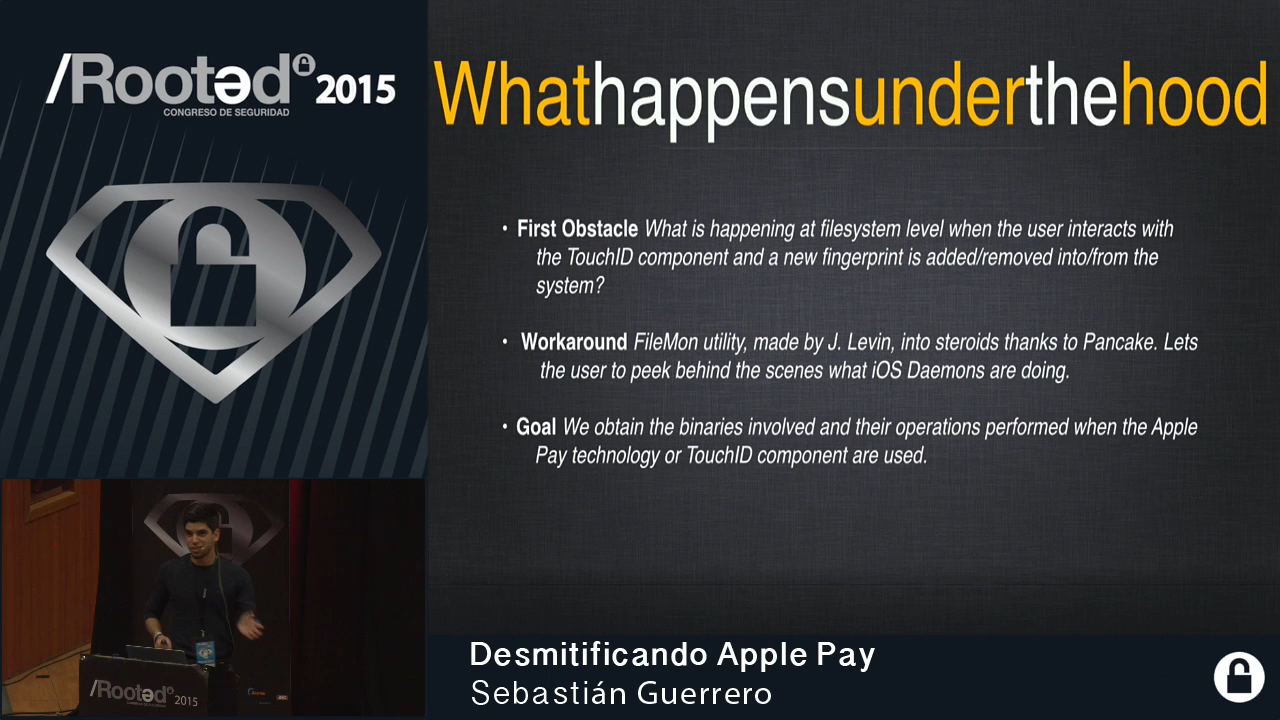 /Rooted 2015
CONGRESO DE SEGURIDAD
Whathappensunderthehood
• First Obstacle What is happening at filesystem level when the user interacts with
the TouchID component and a new fingerprint is added/removed into/from the
system?
• Workaround FileMon utility, made by J. Levin, into steroids thanks to Pancake. Lets
the user to peek behind the scenes what iOS Daemons are doing.
• Goal We obtain the binaries involved and their operations performed when the Apple
Pay technology or TouchID component are used.
/Rooted 2015
Desmitificando Apple Pay
Sebastián Guerrero